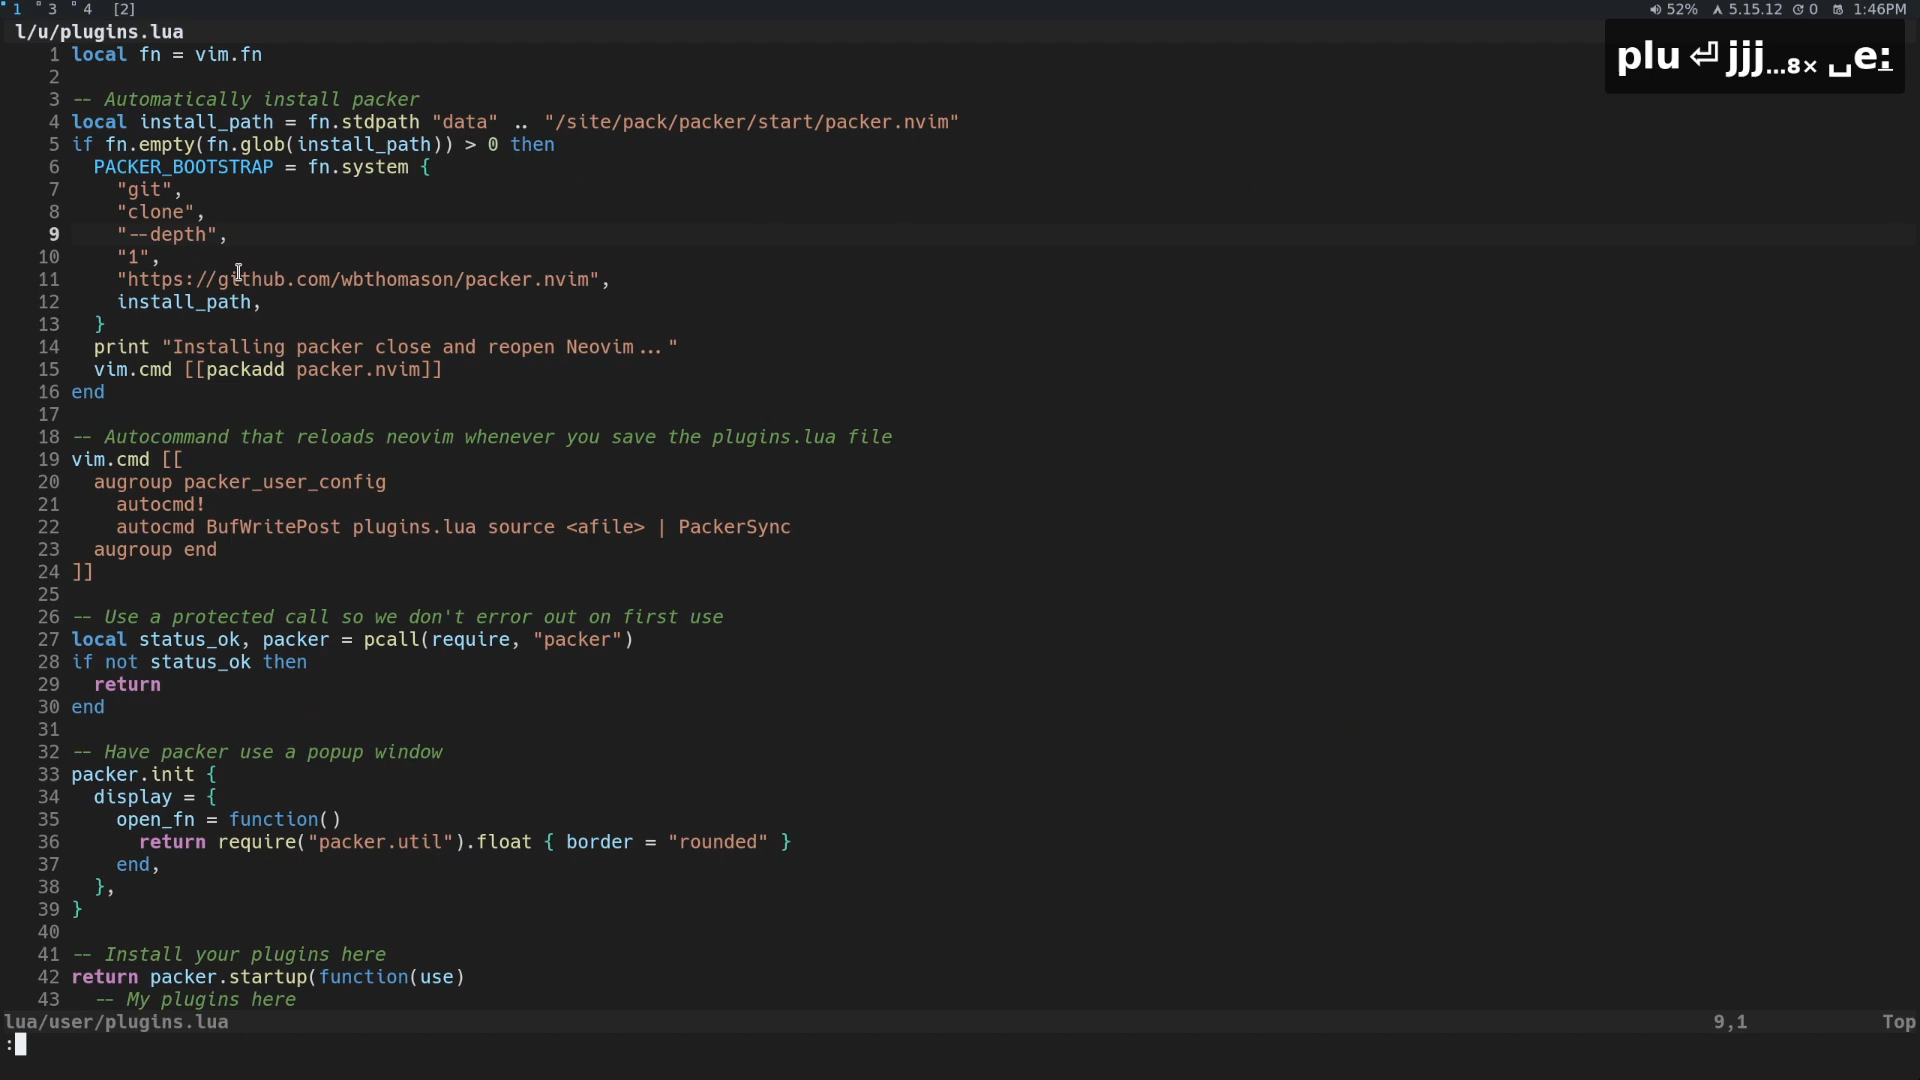 1 3 4 [2] 52% 5.15.12 0 1:46PM
l/u/plugins.lua
plu⏎jjj…8× ␣e:
1 local fn = vim.fn
2
3 -- Automatically install packer
4 local install_path = fn.stdpath "data" .. "/site/pack/packer/start/packer.nvim"
5 if fn.empty(fn.glob(install_path)) > 0 then
6   PACKER_BOOTSTRAP = fn.system {
7     "git",
8     "clone",
9     "--depth",
10     "1",
11     "https://github.com/wbthomason/packer.nvim",
12     install_path,
13   }
14   print "Installing packer close and reopen Neovim..."
15   vim.cmd [[packadd packer.nvim]]
16 end
17
18 -- Autocommand that reloads neovim whenever you save the plugins.lua file
19 vim.cmd [[
20   augroup packer_user_config
21     autocmd!
22     autocmd BufWritePost plugins.lua source <afile> | PackerSync
23   augroup end
24 ]]
25
26 -- Use a protected call so we don't error out on first use
27 local status_ok, packer = pcall(require, "packer")
28 if not status_ok then
29   return
30 end
31
32 -- Have packer use a popup window
33 packer.init {
34   display = {
35     open_fn = function()
36       return require("packer.util").float { border = "rounded" }
37     end,
38   },
39 }
40
41 -- Install your plugins here
42 return packer.startup(function(use)
43   -- My plugins here
lua/user/plugins.lua 9,1 Top
: